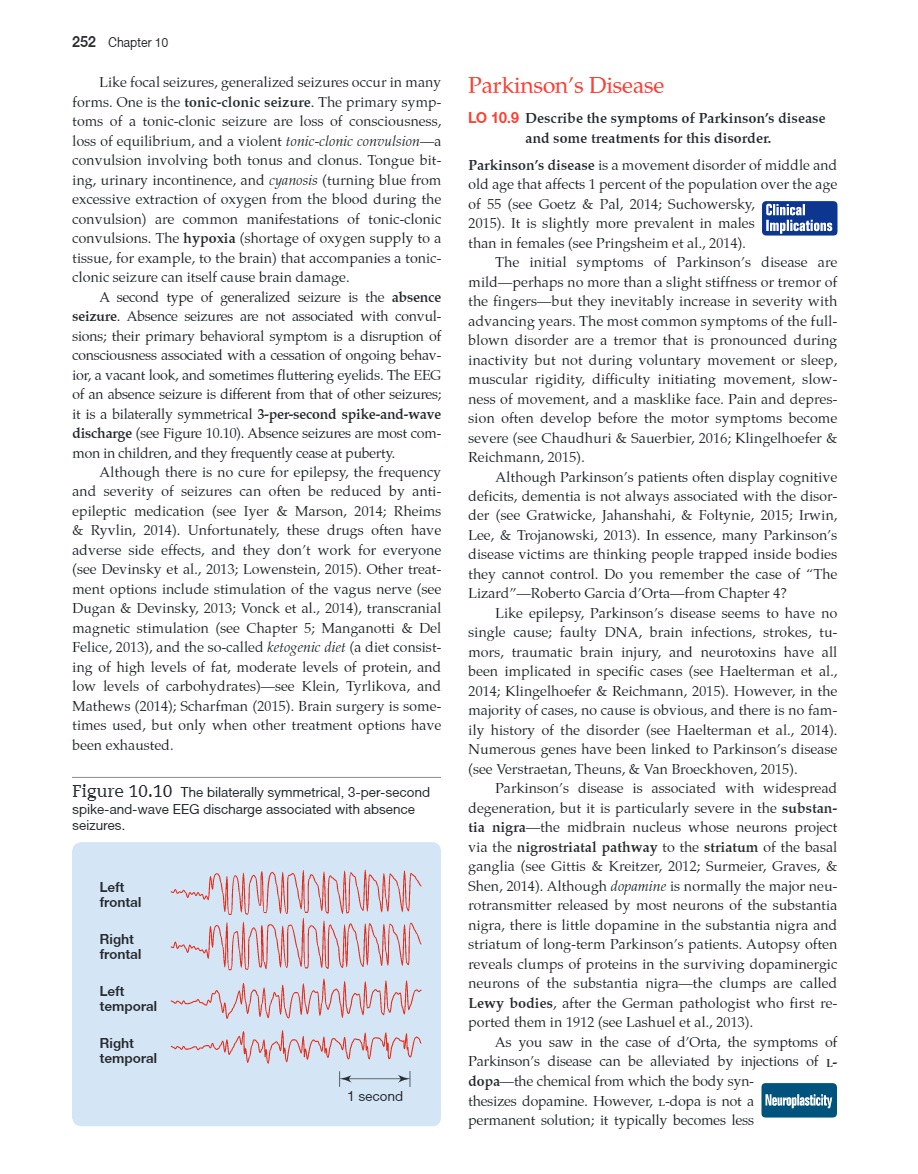 252 Chapter 10
Like focal seizures, generalized seizures occur in many
forms. One is the tonic-clonic seizure. The primary symp-
toms of a tonic-clonic seizure are loss of consciousness,
loss of equilibrium, and a violent tonic-clonic convulsion—a
convulsion involving both tonus and clonus. Tongue bit-
ing, urinary incontinence, and cyanosis (turning blue from
excessive extraction of oxygen from the blood during the
convulsion) are common manifestations of tonic-clonic
convulsions. The hypoxia (shortage of oxygen supply to a
tissue, for example, to the brain) that accompanies a tonic-
clonic seizure can itself cause brain damage.
A second type of generalized seizure is the absence
seizure. Absence seizures are not associated with convul-
sions; their primary behavioral symptom is a disruption of
consciousness associated with a cessation of ongoing behav-
ior, a vacant look, and sometimes fluttering eyelids. The EEG
of an absence seizure is different from that of other seizures;
it is a bilaterally symmetrical 3-per-second spike-and-wave
discharge (see Figure 10.10). Absence seizures are most com-
mon in children, and they frequently cease at puberty.
Although there is no cure for epilepsy, the frequency
and severity of seizures can often be reduced by anti-
epileptic medication (see Iyer & Marson, 2014; Rheims
& Ryvlin, 2014). Unfortunately, these drugs often have
adverse side effects, and they don't work for everyone
(see Devinsky et al., 2013; Lowenstein, 2015). Other treat-
ment options include stimulation of the vagus nerve (see
Dugan & Devinsky, 2013; Vonck et al., 2014), transcranial
magnetic stimulation (see Chapter 5; Manganotti & Del
Felice, 2013), and the so-called ketogenic diet (a diet consist-
ing of high levels of fat, moderate levels of protein, and
low levels of carbohydrates)—see Klein, Tyrlikova, and
Mathews (2014); Scharfman (2015). Brain surgery is some-
times used, but only when other treatment options have
been exhausted.
Figure 10.10 The bilaterally symmetrical, 3-per-second
spike-and-wave EEG discharge associated with absence
seizures.
Left
frontal
Right
frontal
Left
temporal
Right
temporal
1 second
Parkinson's Disease
LO 10.9 Describe the symptoms of Parkinson's disease
and some treatments for this disorder.
Parkinson's disease is a movement disorder of middle and
old age that affects 1 percent of the population over the age
of 55 (see Goetz & Pal, 2014; Suchowersky,
2015). It is slightly more prevalent in males
than in females (see Pringsheim et al., 2014).
Clinical
Implications
The initial symptoms of Parkinson's disease are
mild—perhaps no more than a slight stiffness or tremor of
the fingers—but they inevitably increase in severity with
advancing years. The most common symptoms of the full-
blown disorder are a tremor that is pronounced during
inactivity but not during voluntary movement or sleep,
muscular rigidity, difficulty initiating movement, slow-
ness of movement, and a masklike face. Pain and depres-
sion often develop before the motor symptoms become
severe (see Chaudhuri & Sauerbier, 2016; Klingelhoefer &
Reichmann, 2015).
Although Parkinson's patients often display cognitive
deficits, dementia is not always associated with the disor-
der (see Gratwicke, Jahanshahi, & Foltynie, 2015; Irwin,
Lee, & Trojanowski, 2013). In essence, many Parkinson's
disease victims are thinking people trapped inside bodies
they cannot control. Do you remember the case of "The
Lizard"—Roberto Garcia d'Orta—from Chapter 4?
Like epilepsy, Parkinson's disease seems to have no
single cause; faulty DNA, brain infections, strokes, tu-
mors, traumatic brain injury, and neurotoxins have all
been implicated in specific cases (see Haelterman et al.,
2014; Klingelhoefer & Reichmann, 2015). However, in the
majority of cases, no cause is obvious, and there is no fam-
ily history of the disorder (see Haelterman et al., 2014).
Numerous genes have been linked to Parkinson's disease
(see Verstraetan, Theuns, & Van Broeckhoven, 2015).
Parkinson's disease is associated with widespread
degeneration, but it is particularly severe in the substan-
tia nigra—the midbrain nucleus whose neurons project
via the nigrostriatal pathway to the striatum of the basal
ganglia (see Gittis & Kreitzer, 2012; Surmeier, Graves, &
Shen, 2014). Although dopamine is normally the major neu-
rotransmitter released by most neurons of the substantia
nigra, there is little dopamine in the substantia nigra and
striatum of long-term Parkinson's patients. Autopsy often
reveals clumps of proteins in the surviving dopaminergic
neurons of the substantia nigra—the clumps are called
Lewy bodies, after the German pathologist who first re-
ported them in 1912 (see Lashuel et al., 2013).
As you saw in the case of d'Orta, the symptoms of
Parkinson's disease can be alleviated by injections of L-
dopa—the chemical from which the body syn-
thesizes dopamine. However, L-dopa is not a
permanent solution; it typically becomes less
Neuroplasticity